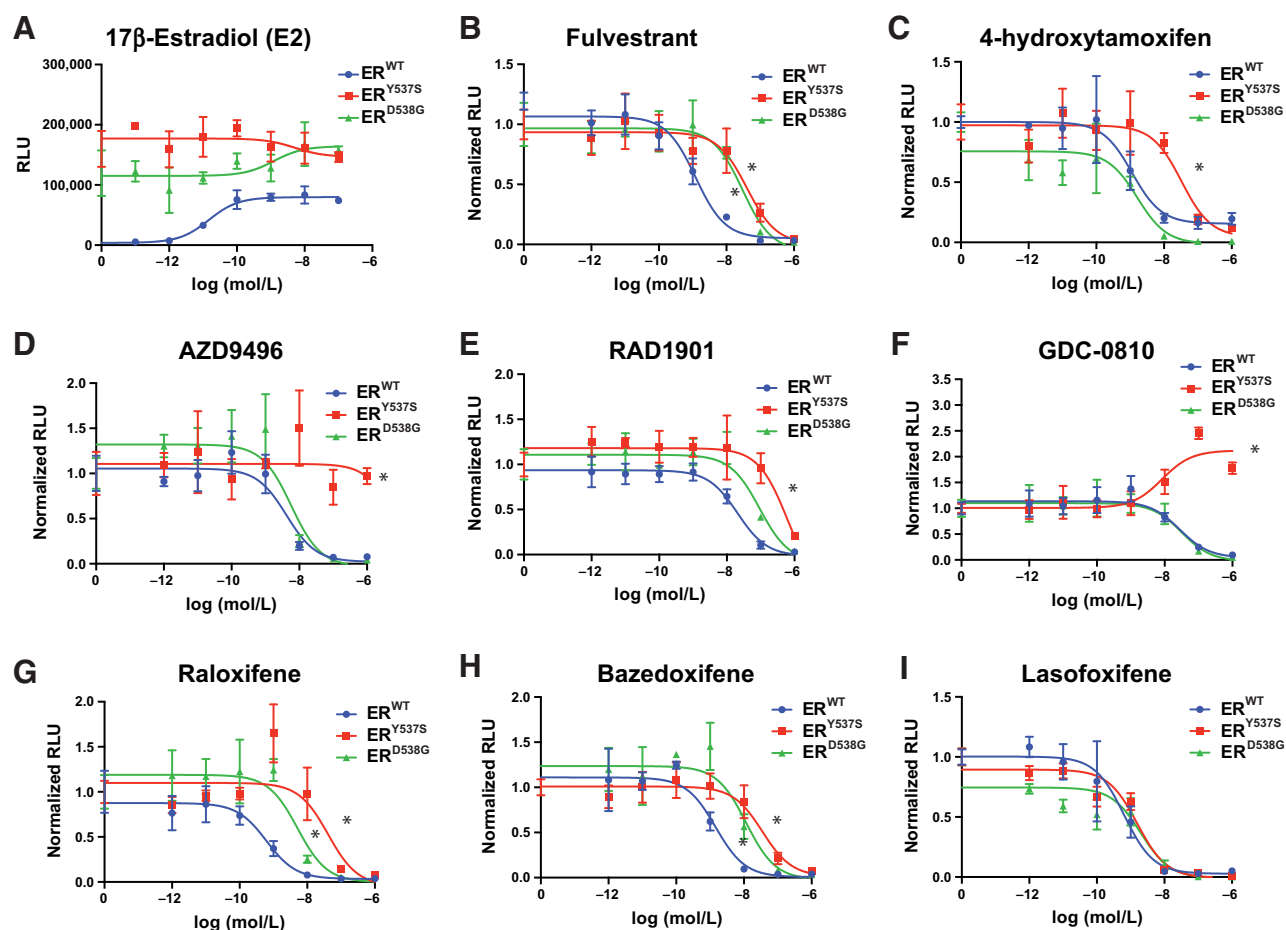 A
17β-Estradiol (E2)
RLU
300,000
200,000
100,000
0
0
−12
−10
−8
−6
log (mol/L)
ER^WT
ER^Y537S
ER^D538G
B
Fulvestrant
Normalized RLU
1.5
1.0
0.5
0.0
0
−12
−10
−8
−6
log (mol/L)
ER^WT
ER^Y537S
ER^D538G
*
*
C
4-hydroxytamoxifen
Normalized RLU
1.5
1.0
0.5
0.0
0
−12
−10
−8
−6
log (mol/L)
ER^WT
ER^Y537S
ER^D538G
*
D
AZD9496
Normalized RLU
2.0
1.5
1.0
0.5
0.0
0
−12
−10
−8
−6
log (mol/L)
ER^WT
ER^Y537S
ER^D538G
*
E
RAD1901
Normalized RLU
2.0
1.5
1.0
0.5
0.0
0
−12
−10
−8
−6
log (mol/L)
ER^WT
ER^Y537S
ER^D538G
*
F
GDC-0810
Normalized RLU
3.5
3.0
2.5
2.0
1.5
1.0
0.5
0.0
0
−12
−10
−8
−6
log (mol/L)
ER^WT
ER^Y537S
ER^D538G
*
G
Raloxifene
Normalized RLU
2.0
1.5
1.0
0.5
0.0
0
−12
−10
−8
−6
log (mol/L)
ER^WT
ER^Y537S
ER^D538G
*
*
H
Bazedoxifene
Normalized RLU
2.0
1.5
1.0
0.5
0.0
0
−12
−10
−8
−6
log (mol/L)
ER^WT
ER^Y537S
ER^D538G
*
*
I
Lasofoxifene
Normalized RLU
1.5
1.0
0.5
0.0
0
−12
−10
−8
−6
log (mol/L)
ER^WT
ER^Y537S
ER^D538G